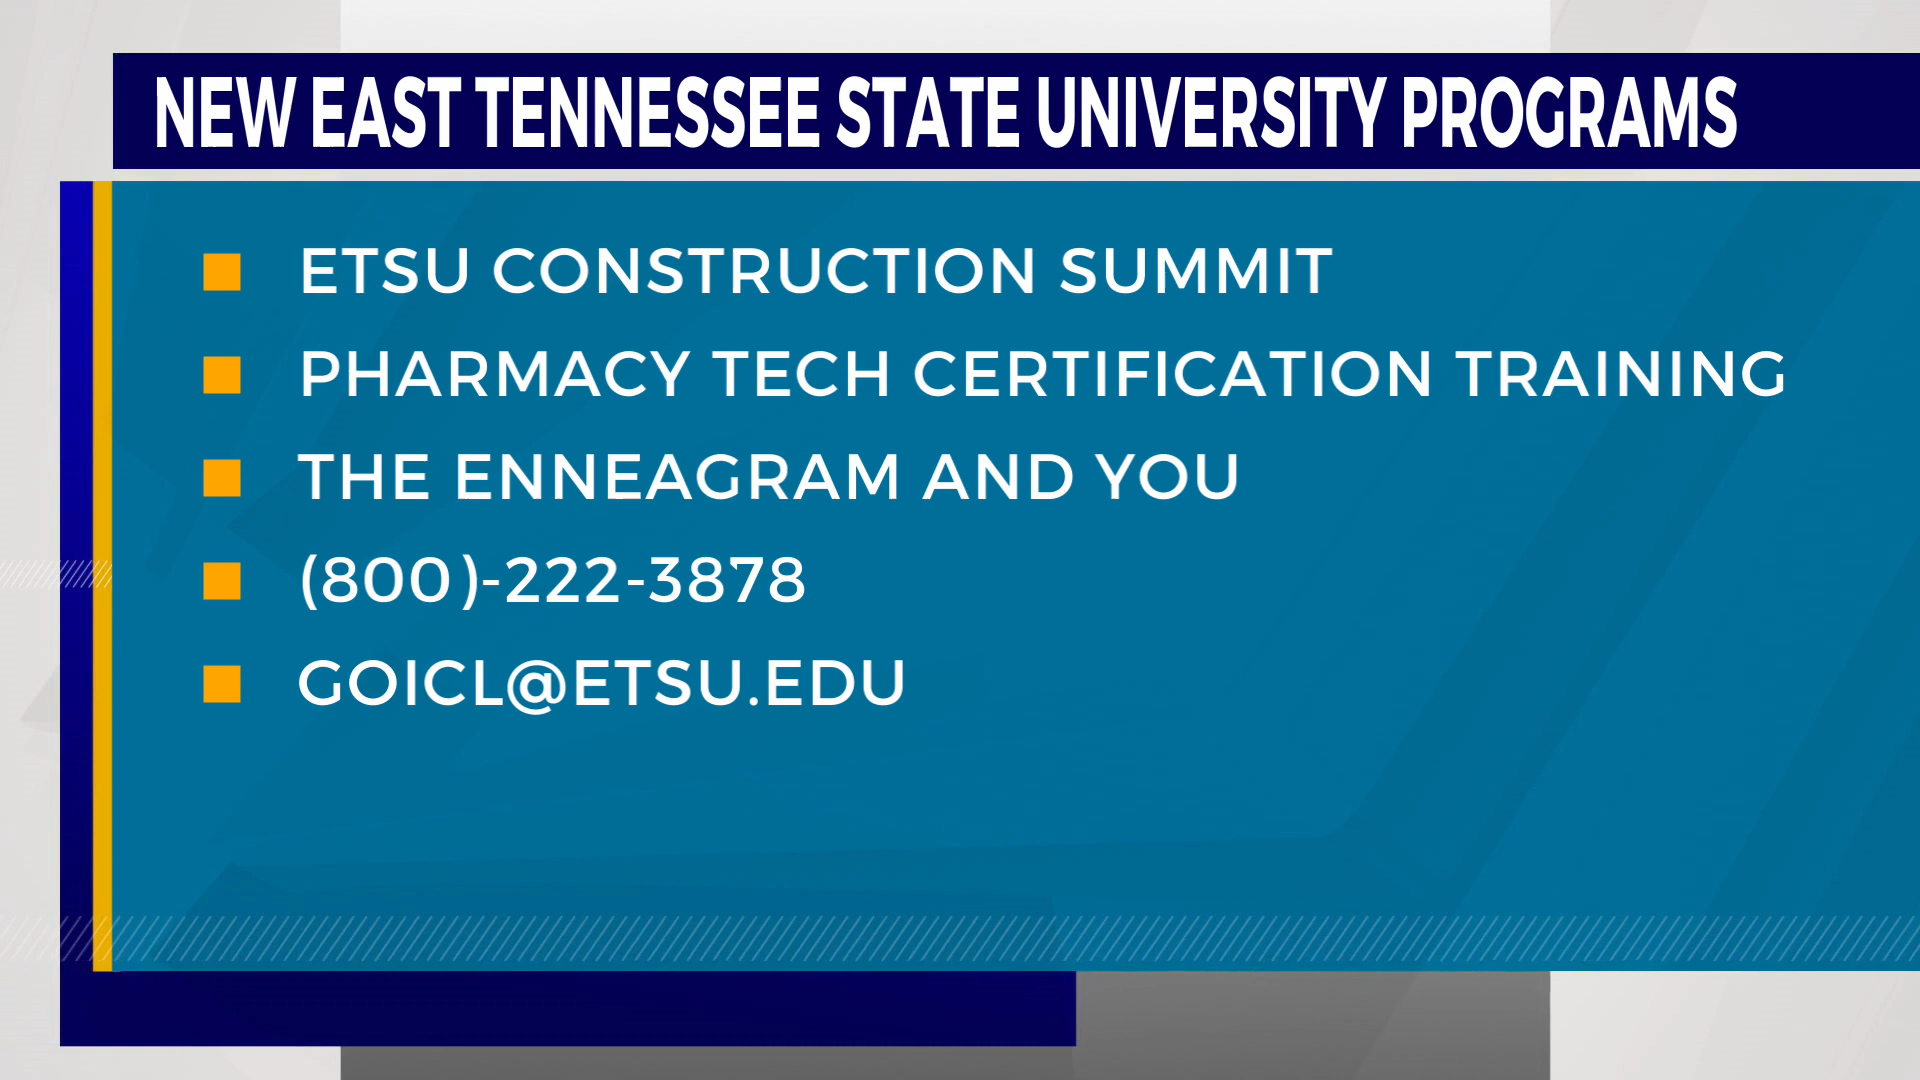 NEW EAST TENNESSEE STATE UNIVERSITY PROGRAMS
ETSU CONSTRUCTION SUMMIT
PHARMACY TECH CERTIFICATION TRAINING
THE ENNEAGRAM AND YOU
(800)-222-3878
GOICL@ETSU.EDU